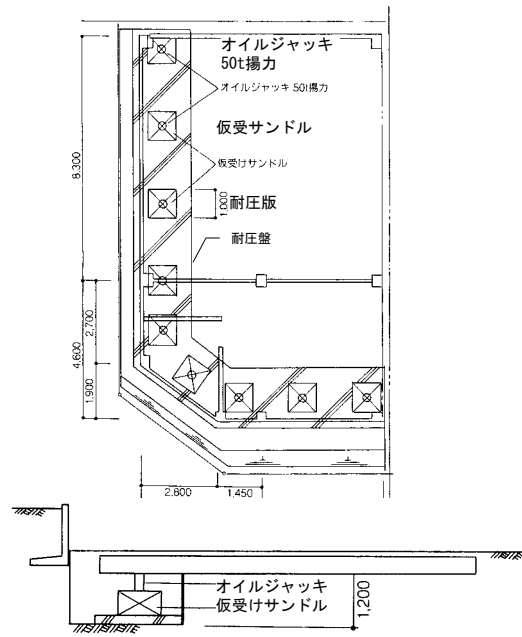 オイルジャッキ
50t揚力
オイルジャッキ 50t揚力
仮受サンドル
仮受けサンドル
耐圧版
1,000
耐圧盤
8,300
2,700
4,600
1,900
2,800
1,450
オイルジャッキ
仮受けサンドル
1,200